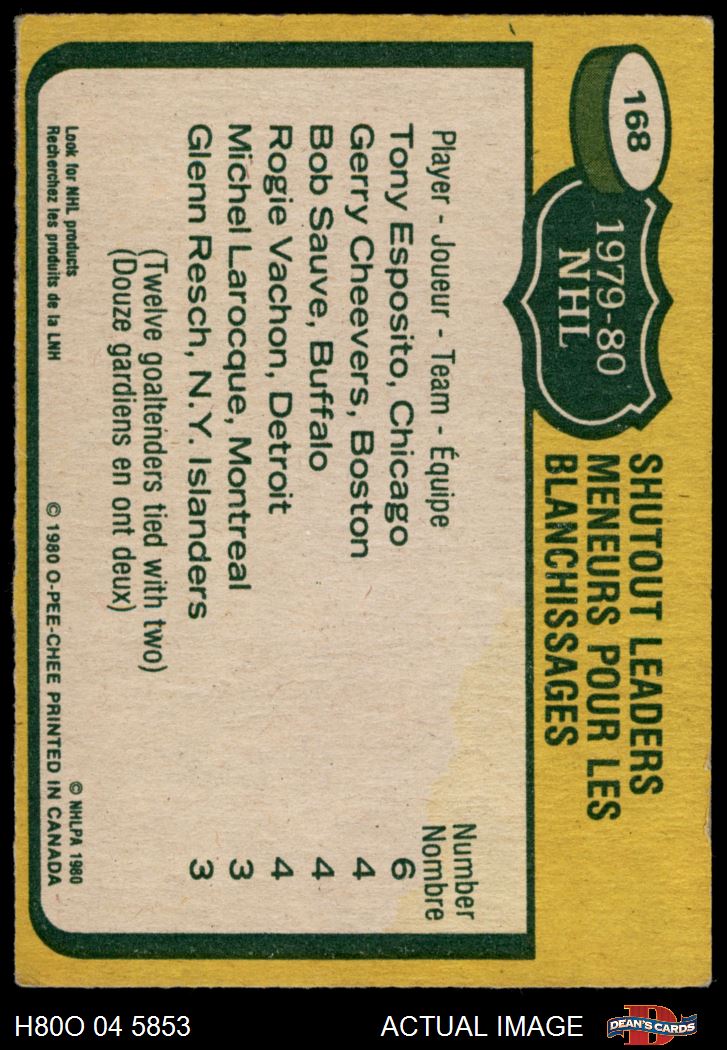 168
1979-80
NHL
SHUTOUT LEADERS
MENEURS POUR LES
BLANCHISSAGES
Player - Joueur - Team - Équipe Number
Nombre
Tony Esposito, Chicago 6
Gerry Cheevers, Boston 4
Bob Sauve, Buffalo 4
Rogie Vachon, Detroit 4
Michel Larocque, Montreal 3
Glenn Resch, N.Y. Islanders 3
(Twelve goaltenders tied with two)
(Douze gardiens en ont deux)
Look for NHL products © NHLPA 1980
Recherchez les produits de la LNH © 1980 O-PEE-CHEE PRINTED IN CANADA
H80O 04 5853 ACTUAL IMAGE
D
DEAN'S CARDS